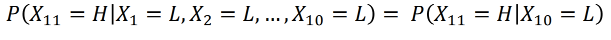 P(X₁₁ = H|X₁ = L, X₂ = L, … , X₁₀ = L) = P(X₁₁ = H|X₁₀ = L)